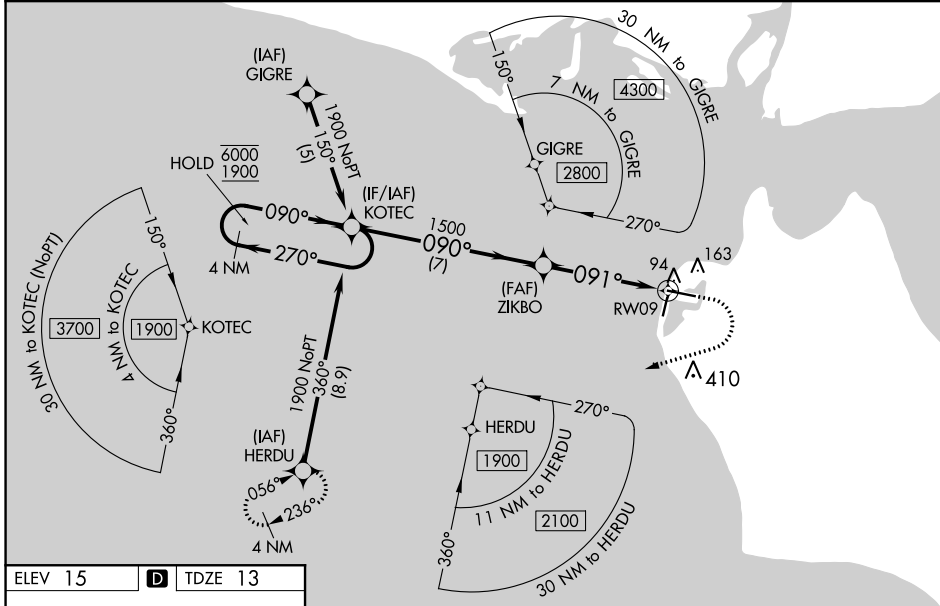 (IAF)
GIGRE
1900 NoPT
150°
(5)
HOLD
6000
1900
090°
270°
4 NM
(IF/IAF)
KOTEC
1500
090°
(7)
(FAF)
ZIKBO
091°
94
163
RW09
410
30 NM to GIGRE
4300
150°
7 NM to GIGRE
GIGRE
2800
270°
30 NM to KOTEC (NoPT)
150°
4 NM to KOTEC
3700
1900
KOTEC
360°
1900 NoPT
360°
(8.9)
(IAF)
HERDU
056°
236°
4 NM
270°
HERDU
1900
11 NM to HERDU
2100
360°
30 NM to HERDU
ELEV 15
D
TDZE 13